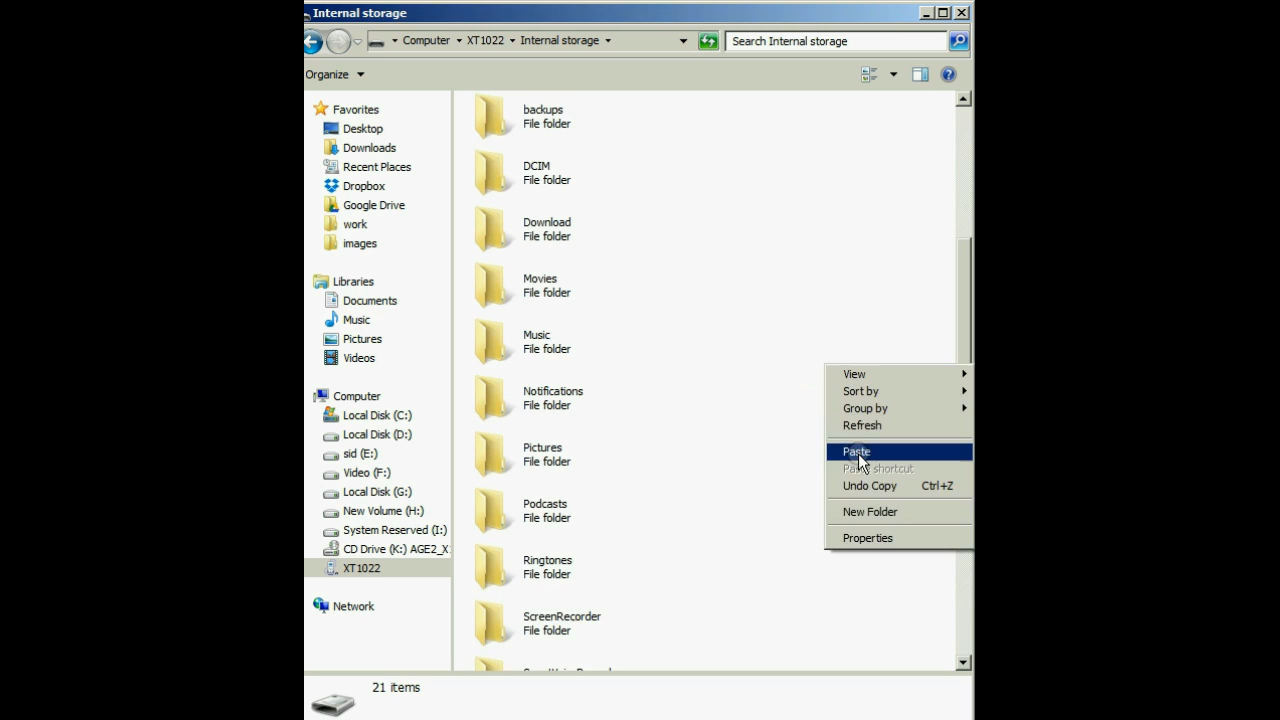 Internal storage
Computer XT1022 Internal storage
Search Internal storage
Organize
Favorites
Desktop
Downloads
Recent Places
Dropbox
Google Drive
work
images
Libraries
Documents
Music
Pictures
Videos
Computer
Local Disk (C:)
Local Disk (D:)
sid (E:)
Video (F:)
Local Disk (G:)
New Volume (H:)
System Reserved (I:)
CD Drive (K:) AGE2_X1
XT1022
Network
backups
File folder
DCIM
File folder
Download
File folder
Movies
File folder
Music
File folder
Notifications
File folder
Pictures
File folder
Podcasts
File folder
Ringtones
File folder
ScreenRecorder
File folder
View
Sort by
Group by
Refresh
Paste
Paste shortcut
Undo Copy Ctrl+Z
New Folder
Properties
21 items